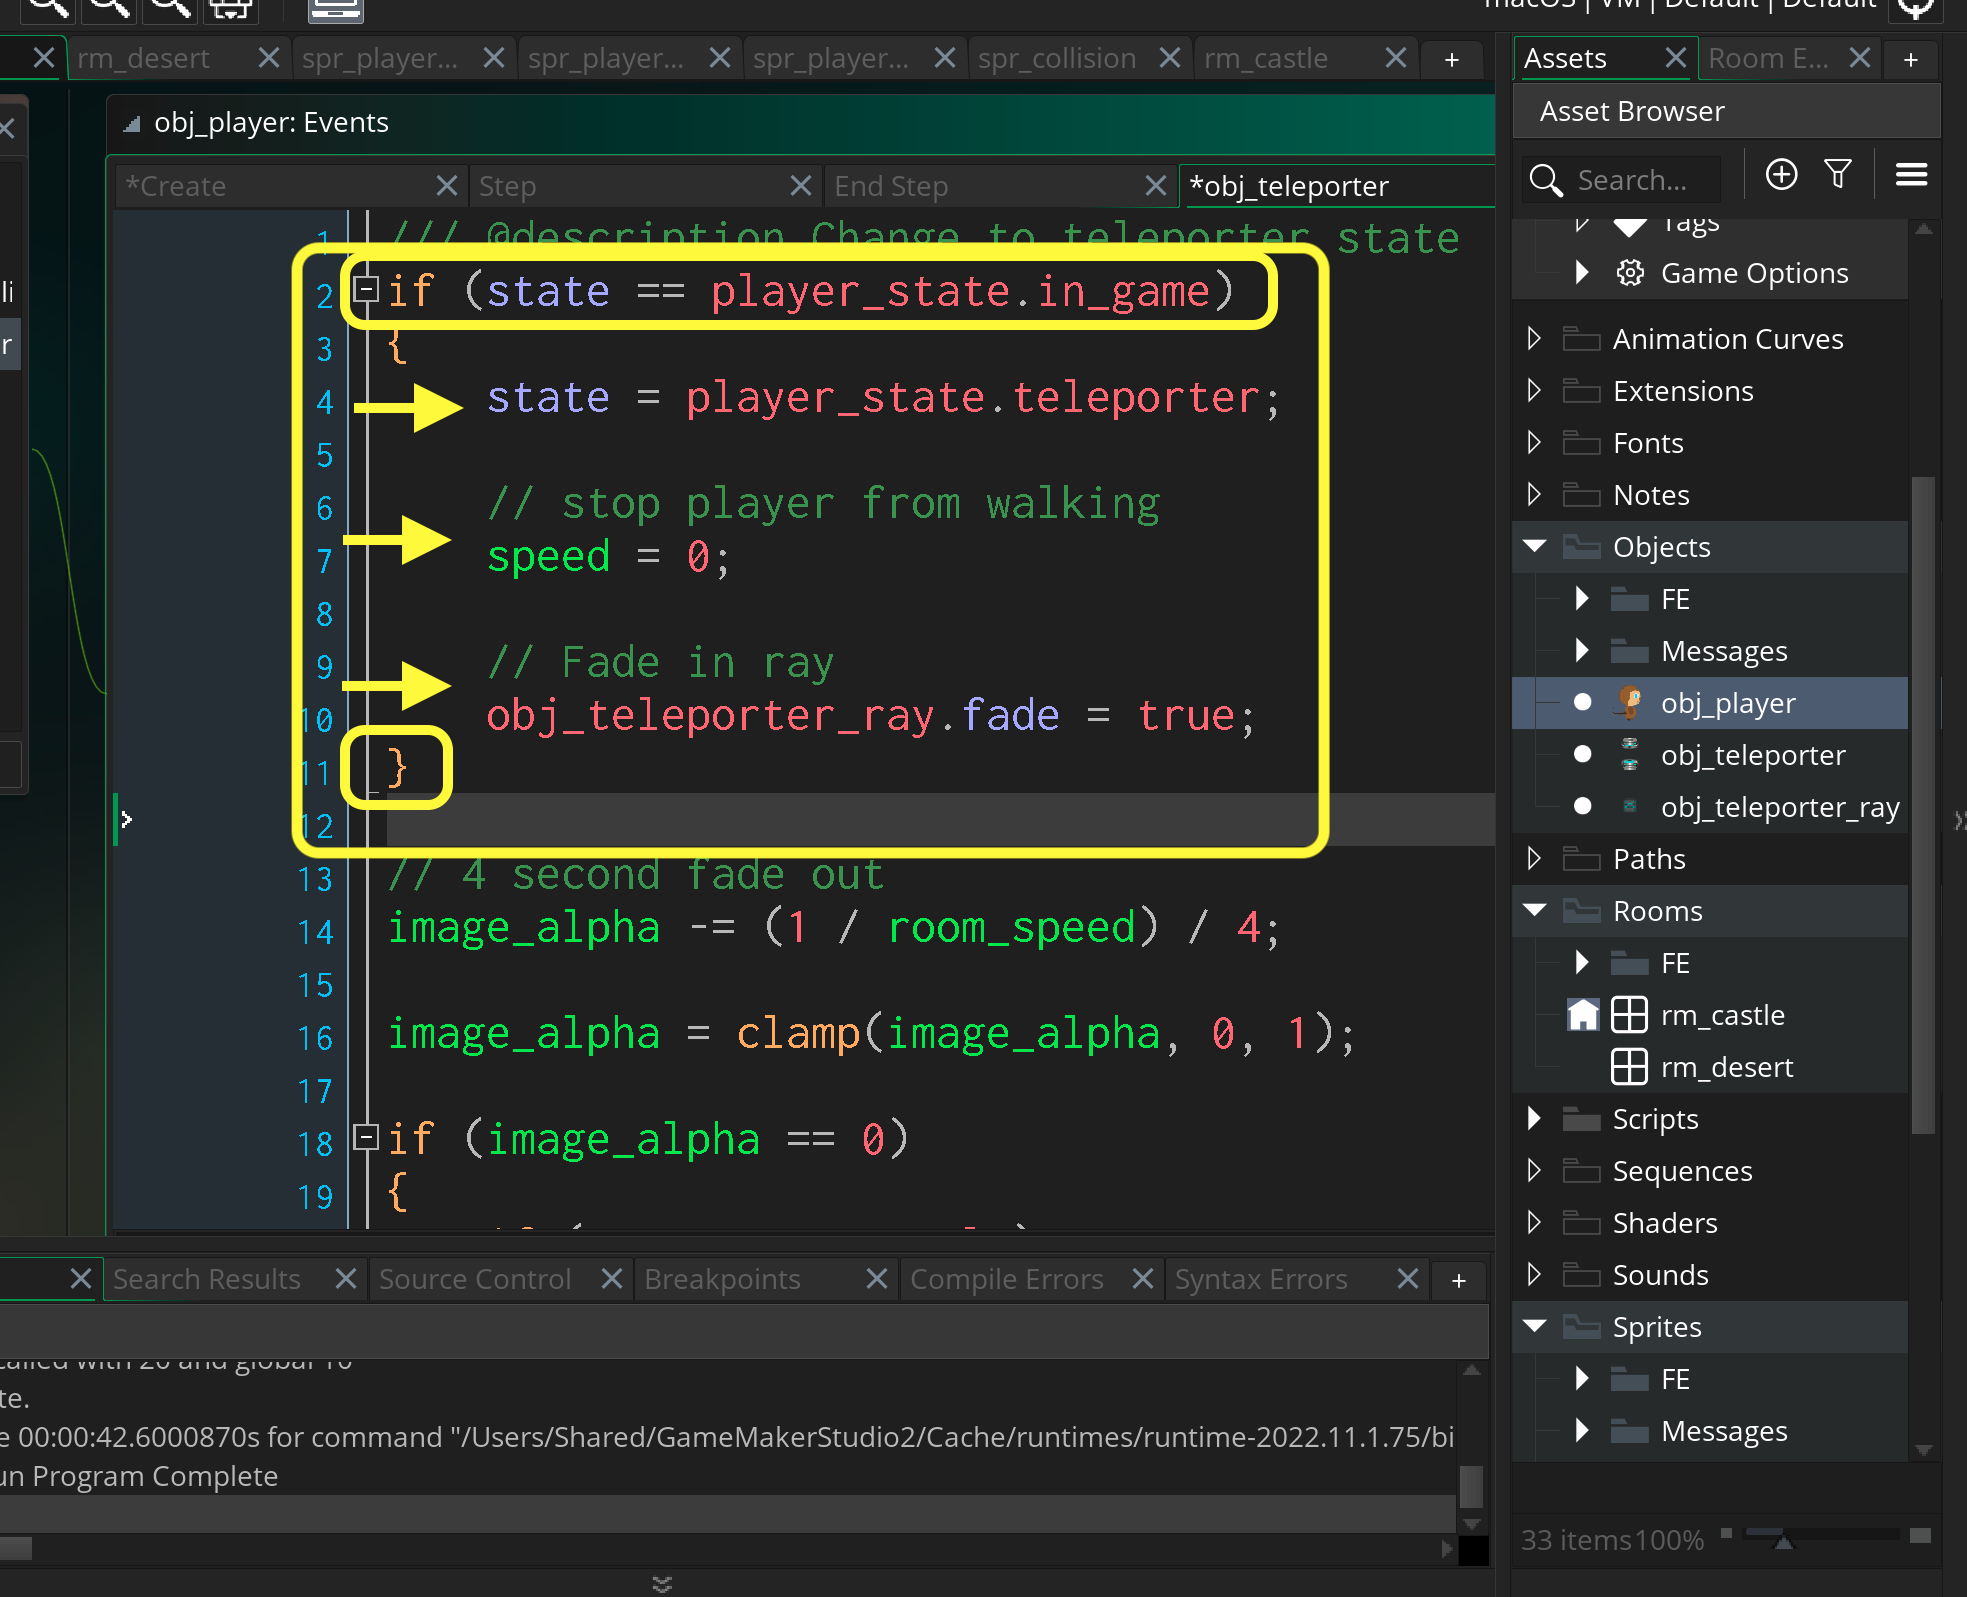 rm_desert
spr_player...
spr_player...
spr_player...
spr_collision
rm_castle
+
Assets
Room E...
+
obj_player: Events
Asset Browser
*Create
Step
End Step
*obj_teleporter
Search...
1 /// @description Change to teleporter state
2 if (state == player_state.in_game)
3 {
4 state = player_state.teleporter;
5
6 // stop player from walking
7 speed = 0;
8
9 // Fade in ray
10 obj_teleporter_ray.fade = true;
11 }
12
13 // 4 second fade out
14 image_alpha -= (1 / room_speed) / 4;
15
16 image_alpha = clamp(image_alpha, 0, 1);
17
18 if (image_alpha == 0)
19 {
Tags
Game Options
Animation Curves
Extensions
Fonts
Notes
Objects
FE
Messages
obj_player
obj_teleporter
obj_teleporter_ray
Paths
Rooms
FE
rm_castle
rm_desert
Scripts
Sequences
Shaders
Sounds
Sprites
FE
Messages
33 items 100%
Search Results
Source Control
Breakpoints
Compile Errors
Syntax Errors
+
called with 20 and global 10
te.
e 00:00:42.6000870s for command "/Users/Shared/GameMakerStudio2/Cache/runtimes/runtime-2022.11.1.75/bi
un Program Complete